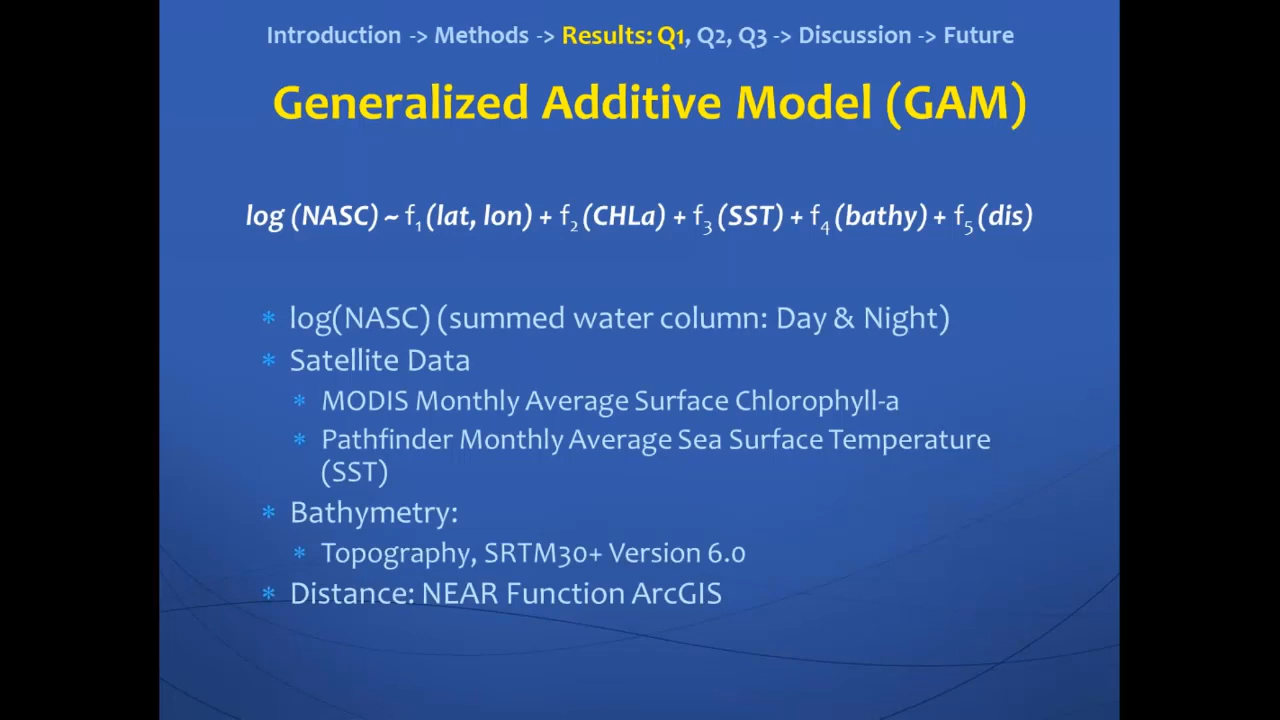 Introduction -> Methods -> Results: Q1, Q2, Q3 -> Discussion -> Future
Generalized Additive Model (GAM)
log (NASC) ~ f₁ (lat, lon) + f₂ (CHLa) + f₃ (SST) + f₄ (bathy) + f₅ (dis)
* log(NASC) (summed water column: Day & Night)
* Satellite Data
* MODIS Monthly Average Surface Chlorophyll-a
* Pathfinder Monthly Average Sea Surface Temperature
(SST)
* Bathymetry:
* Topography, SRTM30+ Version 6.0
* Distance: NEAR Function ArcGIS